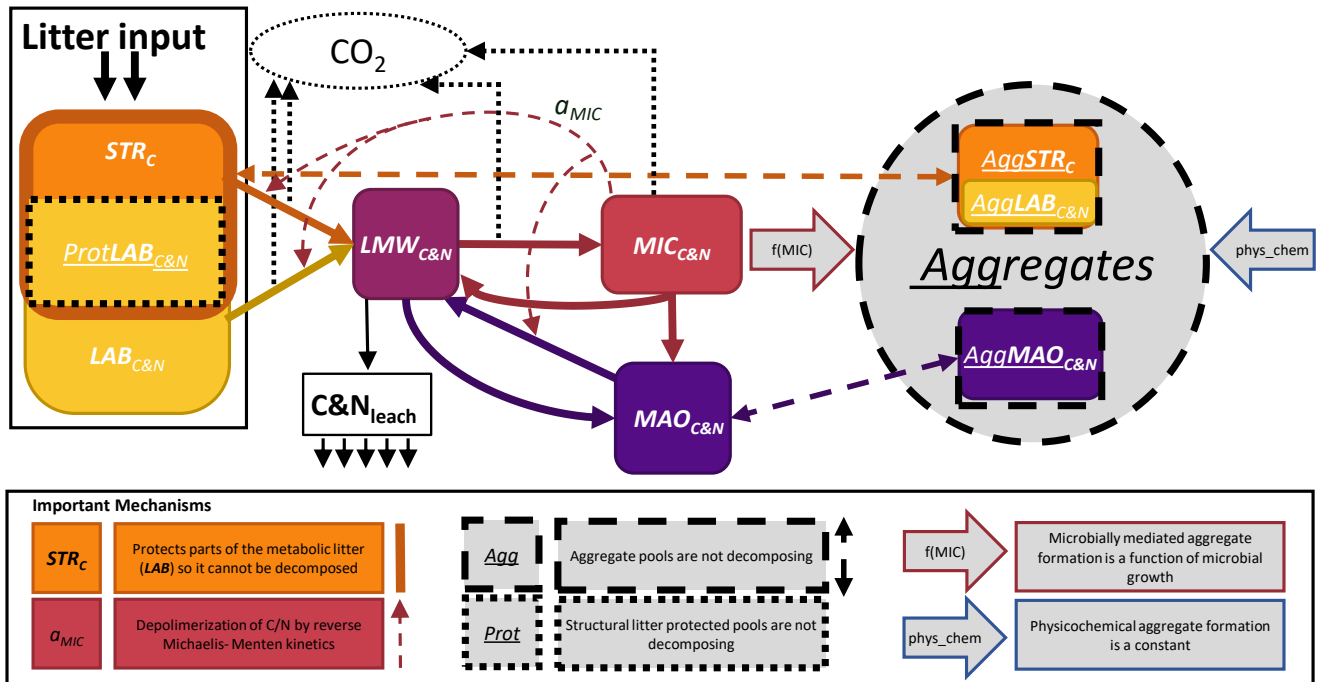 Litter input
CO2
aMIC
STRC
ProtLABC&N
LABC&N
LMWC&N
MICC&N
MAOC&N
C&Nleach
f(MIC)
AggSTRC
AggLABC&N
Aggregates
AggMAOC&N
phys_chem
Important Mechanisms
STRC
Protects parts of the metabolic litter
(LAB) so it cannot be decomposed
aMIC
Depolimerization of C/N by reverse
Michaelis- Menten kinetics
Agg
Aggregate pools are not decomposing
Prot
Structural litter protected pools are not
decomposing
f(MIC)
Microbially mediated aggregate
formation is a function of microbial
growth
phys_chem
Physicochemical aggregate formation
is a constant